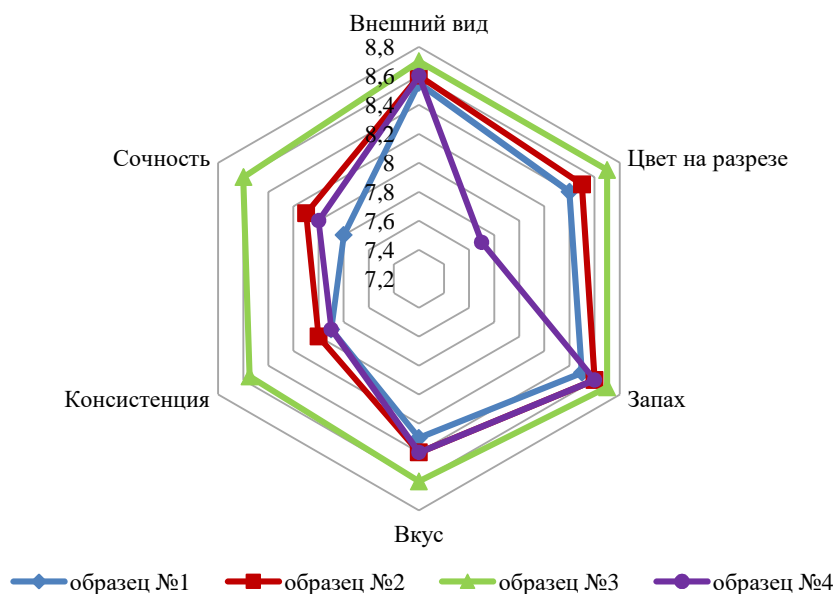 Внешний вид
8,8
8,6
8,4
8,2
8
7,8
7,6
7,4
7,2
Цвет на разрезе
Запах
Вкус
Консистенция
Сочность
образец №1 образец №2 образец №3 образец №4